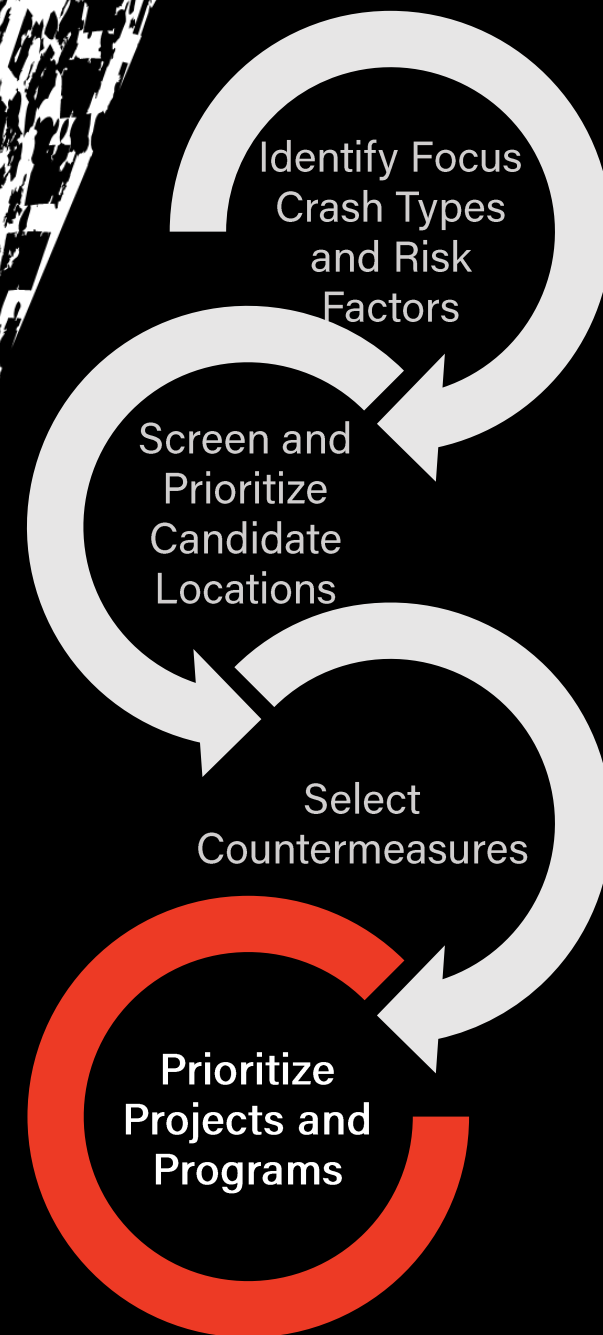 Identify Focus
Crash Types
and Risk
Factors
Screen and
Prioritize
Candidate
Locations
Select
Countermeasures
Prioritize
Projects and
Programs